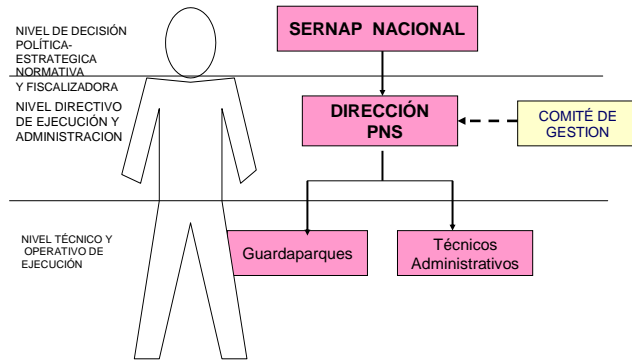 NIVEL DE DECISIÓN
POLÍTICA-
ESTRATEGICA
NORMATIVA
Y FISCALIZADORA
SERNAP NACIONAL
NIVEL DIRECTIVO
DE EJECUCIÓN Y
ADMINISTRACION
DIRECCIÓN
PNS
COMITÉ DE
GESTION
NIVEL TÉCNICO Y
OPERATIVO DE
EJECUCIÓN
Guardaparques
Técnicos
Administrativos